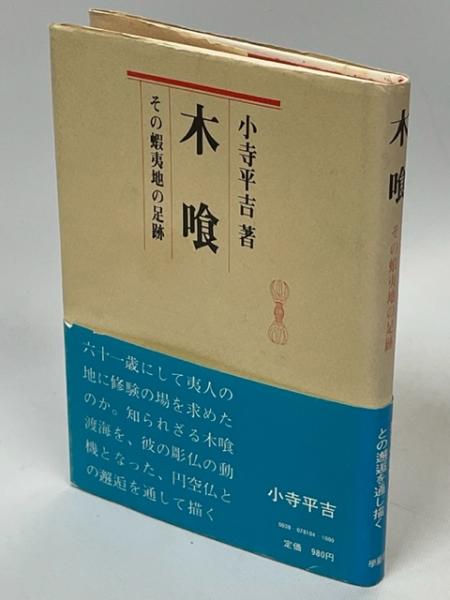 小寺平吉 著
木喰
その蝦夷地の足跡
六十一歳にして夷人の
地に修験の場を求めた
のか。知られざる木喰
渡海を、彼の彫仏の動
機となった、円空仏と
の邂逅を通して描く
小寺平吉
定価 980円
木喰
その蝦夷地の足跡
との邂逅を通し描く